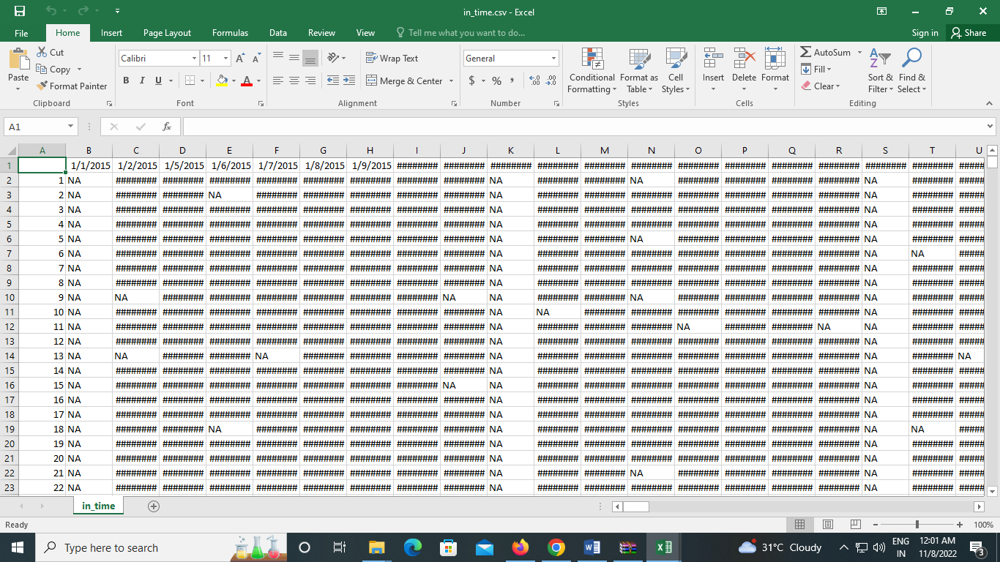 in_time.csv - Excel
File Home Insert Page Layout Formulas Data Review View Tell me what you want to do... Sign in Share
Paste Cut Copy Format Painter Clipboard
Calibri 11 B I U A Font
Wrap Text Merge & Center Alignment
General $ % , Number
Conditional Formatting Format as Table Cell Styles Styles
Insert Delete Format Cells
AutoSum Fill Clear Sort & Filter Find & Select Editing
A1 fx
A B C D E F G H I J K L M N O P Q R S T U
1 1/1/2015 1/2/2015 1/5/2015 1/6/2015 1/7/2015 1/8/2015 1/9/2015 ######## ######## ######## ######## ######## ######## ######## ######## ######## ######## ######## ######## #####
2 1 NA ######## ######## ######## ######## ######## ######## ######## ######## NA ######## ######## NA ######## ######## ######## ######## NA ######## #####
3 2 NA ######## ######## NA ######## ######## ######## ######## ######## NA ######## ######## ######## ######## ######## ######## ######## NA ######## #####
4 3 NA ######## ######## ######## ######## ######## ######## ######## ######## NA ######## ######## ######## ######## ######## ######## ######## NA ######## #####
5 4 NA ######## ######## ######## ######## ######## ######## ######## ######## NA ######## ######## ######## ######## ######## ######## ######## NA ######## #####
6 5 NA ######## ######## ######## ######## ######## ######## ######## ######## NA ######## ######## NA ######## ######## ######## ######## NA ######## #####
7 6 NA ######## ######## ######## ######## ######## ######## ######## ######## NA ######## ######## ######## ######## ######## ######## ######## NA NA #####
8 7 NA ######## ######## ######## ######## ######## ######## ######## ######## NA ######## ######## ######## ######## ######## ######## ######## NA ######## #####
9 8 NA ######## ######## ######## ######## ######## ######## ######## ######## NA ######## ######## ######## ######## ######## ######## ######## NA ######## #####
10 9 NA NA ######## ######## ######## ######## ######## ######## NA NA ######## ######## NA ######## ######## ######## ######## NA ######## #####
11 10 NA ######## ######## ######## ######## ######## ######## ######## ######## NA NA ######## ######## ######## ######## ######## ######## NA ######## #####
12 11 NA ######## ######## ######## ######## ######## ######## ######## ######## NA ######## ######## ######## NA ######## ######## NA NA ######## #####
13 12 NA ######## ######## ######## ######## ######## ######## ######## ######## NA ######## ######## ######## ######## ######## ######## ######## NA ######## #####
14 13 NA NA ######## ######## NA ######## ######## ######## ######## NA ######## ######## ######## ######## ######## ######## ######## NA ######## NA
15 14 NA ######## ######## ######## ######## ######## ######## ######## ######## NA ######## ######## ######## ######## ######## ######## ######## NA ######## #####
16 15 NA ######## ######## ######## ######## ######## ######## ######## NA NA ######## ######## ######## ######## ######## ######## ######## NA ######## #####
17 16 NA ######## ######## ######## ######## ######## ######## ######## ######## NA ######## ######## ######## ######## ######## ######## ######## NA ######## #####
18 17 NA ######## ######## ######## ######## ######## ######## ######## ######## NA ######## ######## ######## ######## ######## ######## ######## NA ######## #####
19 18 NA ######## ######## NA ######## ######## ######## ######## ######## NA ######## ######## ######## ######## ######## ######## ######## NA NA #####
20 19 NA ######## ######## ######## ######## ######## ######## ######## ######## NA ######## ######## ######## ######## ######## ######## ######## NA ######## #####
21 20 NA ######## ######## ######## ######## ######## ######## ######## ######## NA ######## ######## ######## ######## ######## ######## ######## NA ######## #####
22 21 NA ######## ######## ######## ######## ######## ######## ######## ######## NA ######## ######## NA ######## ######## ######## ######## NA ######## #####
23 22 NA ######## ######## ######## ######## ######## ######## ######## ######## NA ######## ######## ######## ######## ######## ######## ######## NA ######## #####
in_time
Ready 100%
Type here to search 31°C Cloudy ENG IN 12:01 AM 11/8/2022 3